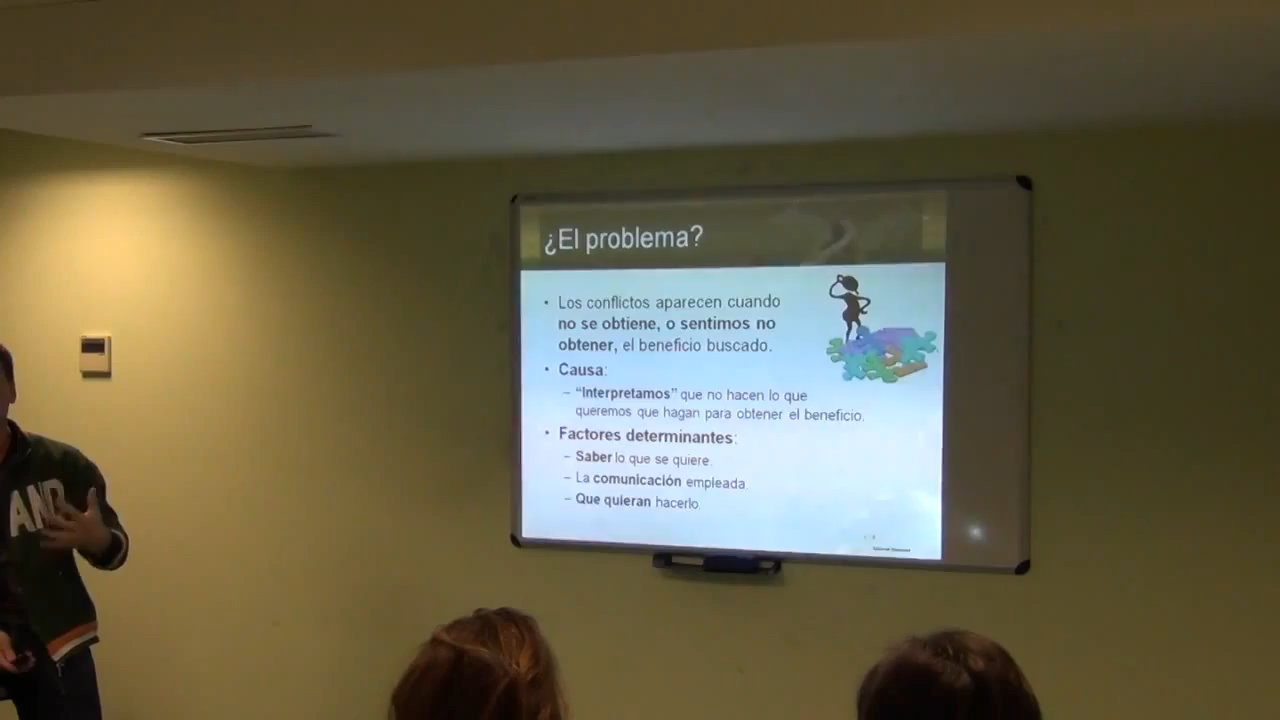 ¿El problema?
• Los conflictos aparecen cuando
no se obtiene, o sentimos no
obtener, el beneficio buscado.
• Causa:
– “Interpretamos” que no hacen lo que
queremos que hagan para obtener el beneficio.
• Factores determinantes:
– Saber lo que se quiere.
– La comunicación empleada.
– Que quieran hacerlo.